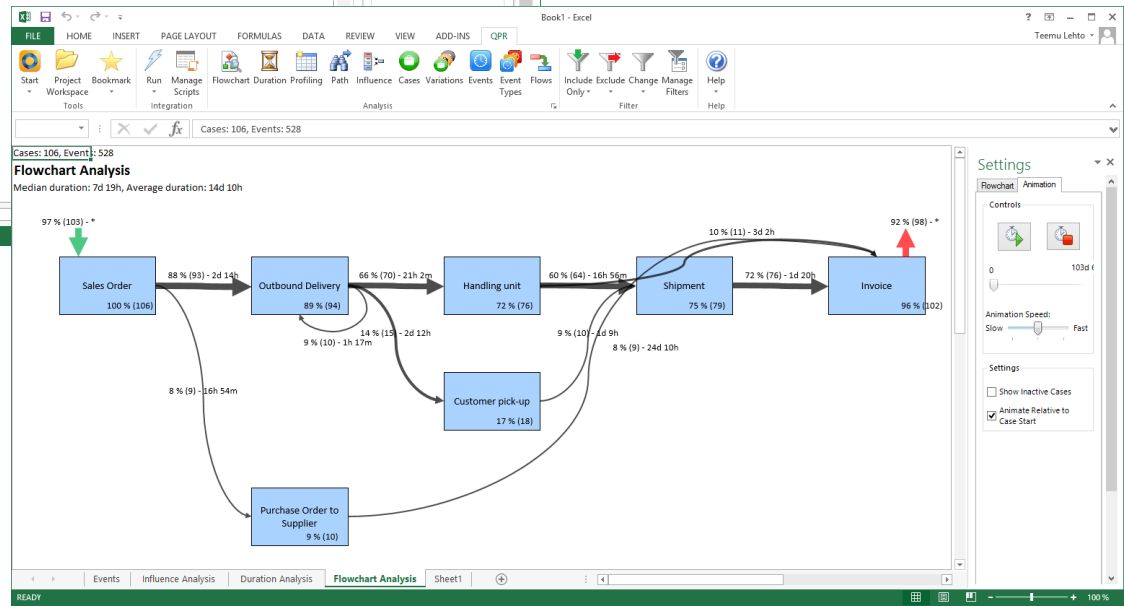 Book1 - Excel
FILE HOME INSERT PAGE LAYOUT FORMULAS DATA REVIEW VIEW ADD-INS QPR Teemu Lehto
Start Project Workspace Bookmark Run Manage Scripts Flowchart Duration Profiling Path Influence Cases Variations Events Event Types Flows Include Only Exclude Change Manage Filters Help
Tools Integration Analysis Filter Help
fx Cases: 106, Events: 528
Cases: 106, Events: 528
Flowchart Analysis
Median duration: 7d 19h, Average duration: 14d 10h
97 % (103) - *
92 % (98) - *
10 % (11) - 3d 2h
88 % (93) - 2d 14h
66 % (70) - 21h 2m
60 % (64) - 16h 56m
72 % (76) - 1d 20h
Sales Order
100 % (106)
Outbound Delivery
89 % (94)
Handling unit
72 % (76)
Shipment
75 % (79)
Invoice
96 % (102)
14 % (15) - 2d 12h
9 % (10) - 1h 17m
9 % (10) - 1d 9h
8 % (9) - 24d 10h
8 % (9) - 16h 54m
Customer pick-up
17 % (18)
Purchase Order to
Supplier
9 % (10)
Settings
Flowchart Animation
Controls
0 103d
Animation Speed:
Slow Fast
Settings
Show Inactive Cases
Animate Relative to
Case Start
Events Influence Analysis Duration Analysis Flowchart Analysis Sheet1
READY 100 %